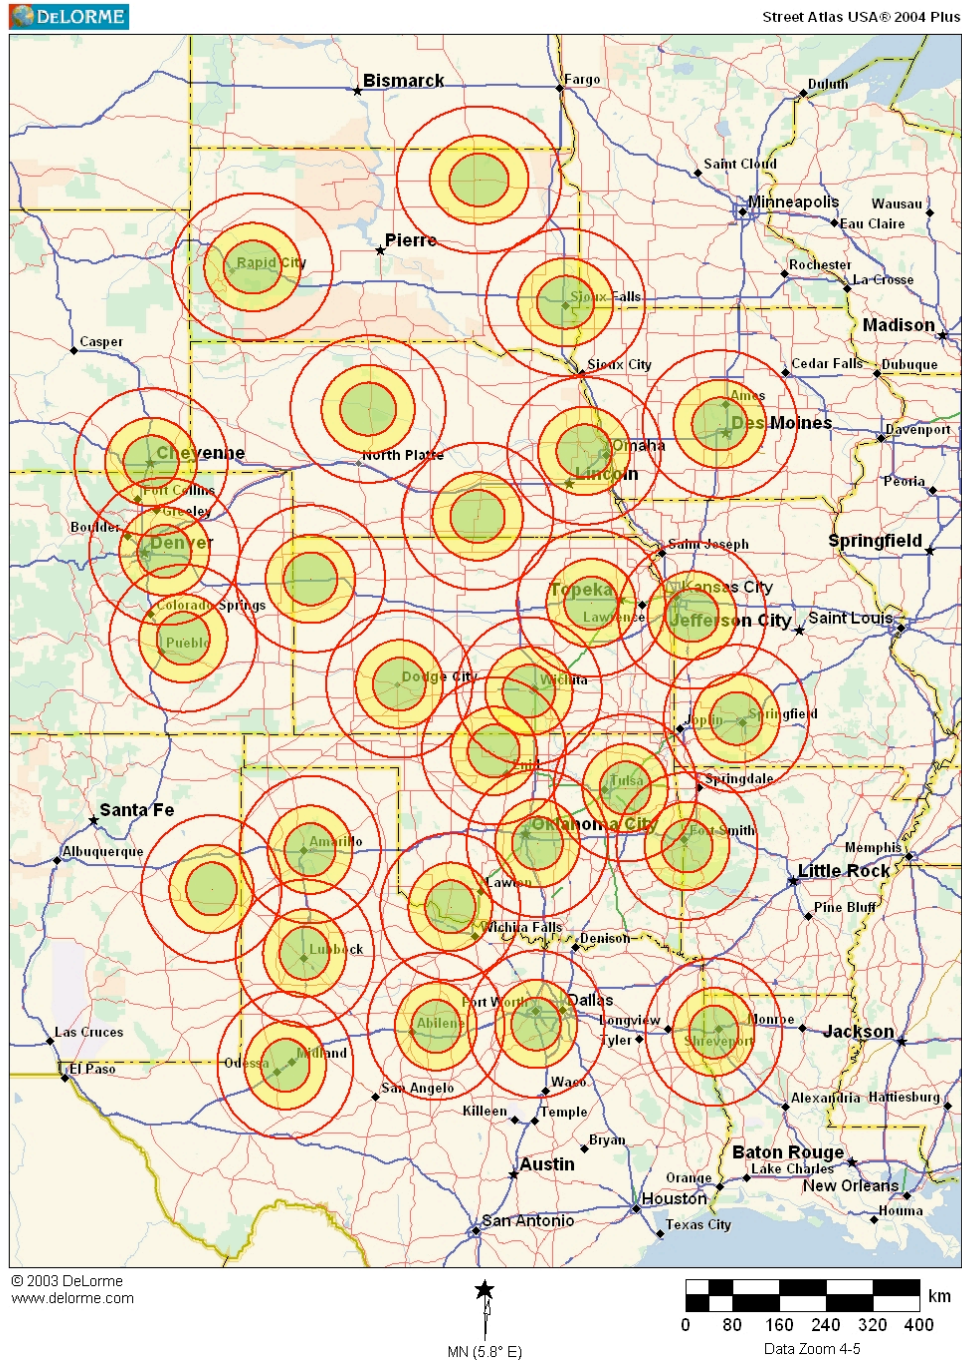 DELORME
Street Atlas USA® 2004 Plus
Bismarck
Fargo
Duluth
Saint Cloud
Minneapolis
Wausau
Eau Claire
Pierre
Rapid City
Rochester
La Crosse
Sioux Falls
Madison
Casper
Sioux City
Cedar Falls
Dubuque
Ames
Des Moines
Davenport
Cheyenne
North Platte
Omaha
Lincoln
Peoria
Fort Collins
Greeley
Boulder
Denver
Saint Joseph
Springfield
Topeka
Kansas City
Lawrence
Colorado Springs
Jefferson City
Saint Louis
Pueblo
Dodge City
Wichita
Joplin
Springfield
Enid
Tulsa
Springdale
Santa Fe
Oklahoma City
Fort Smith
Amarillo
Albuquerque
Memphis
Little Rock
Lawton
Pine Bluff
Wichita Falls
Denison
Lubbock
Fort Worth
Dallas
Longview
Monroe
Las Cruces
Abilene
Tyler
Shreveport
Jackson
Midland
Odessa
El Paso
San Angelo
Waco
Alexandria
Hattiesburg
Killeen
Temple
Bryan
Austin
Baton Rouge
Orange
Lake Charles
New Orleans
Houston
Houma
San Antonio
Texas City
© 2003 DeLorme
www.delorme.com
MN (5.8° E)
km
0 80 160 240 320 400
Data Zoom 4-5